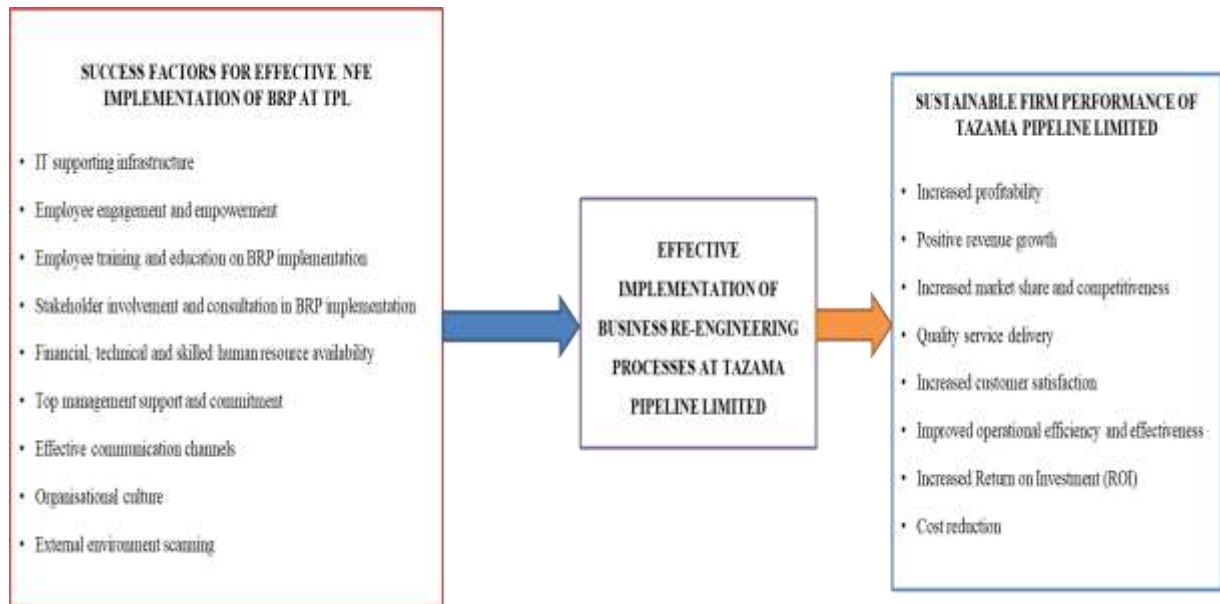 SUCCESS FACTORS FOR EFFECTIVE NFE
IMPLEMENTATION OF BRP AT TPL
• IT supporting infrastructure
• Employee engagement and empowerment
• Employee training and education on BRP implementation
• Stakeholder involvement and consultation in BRP implementation
• Financial, technical and skilled human resource availability
• Top management support and commitment
• Effective communication channels
• Organisational culture
• External environment scanning
EFFECTIVE
IMPLEMENTATION OF
BUSINESS RE-ENGINEERING
PROCESSES AT TAZAMA
PIPELINE LIMITED
SUSTAINABLE FIRM PERFORMANCE OF
TAZAMA PIPELINE LIMITED
• Increased profitability
• Positive revenue growth
• Increased market share and competitiveness
• Quality service delivery
• Increased customer satisfaction
• Improved operational efficiency and effectiveness
• Increased Return on Investment (ROI)
• Cost reduction